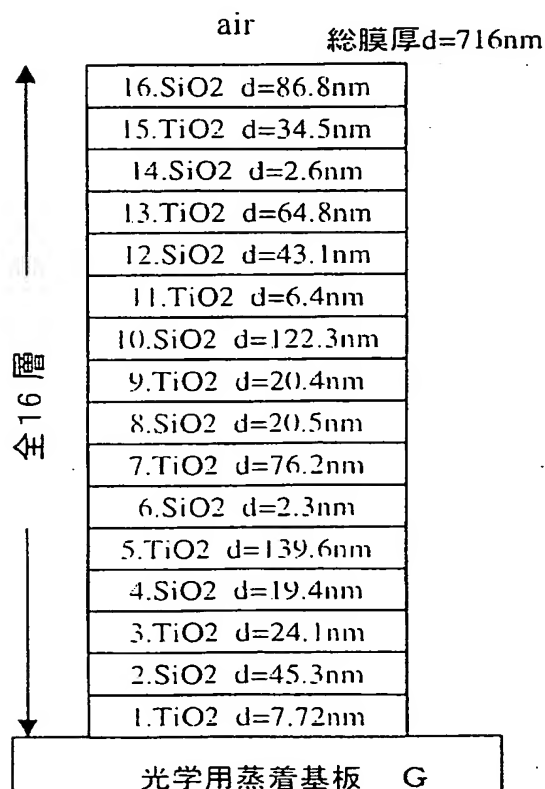 air
総膜厚d=716nm
16.SiO2 d=86.8nm
15.TiO2 d=34.5nm
14.SiO2 d=2.6nm
13.TiO2 d=64.8nm
12.SiO2 d=43.1nm
11.TiO2 d=6.4nm
10.SiO2 d=122.3nm
9.TiO2 d=20.4nm
8.SiO2 d=20.5nm
7.TiO2 d=76.2nm
6.SiO2 d=2.3nm
5.TiO2 d=139.6nm
4.SiO2 d=19.4nm
3.TiO2 d=24.1nm
2.SiO2 d=45.3nm
1.TiO2 d=7.72nm
全16層
光学用蒸着基板 G